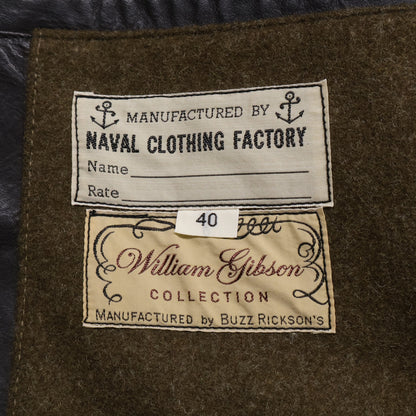 MANUFACTURED BY
NAVAL CLOTHING FACTORY
Name
Rate
40
William Gibson
COLLECTION
MANUFACTURED by BUZZ RICKSON'S